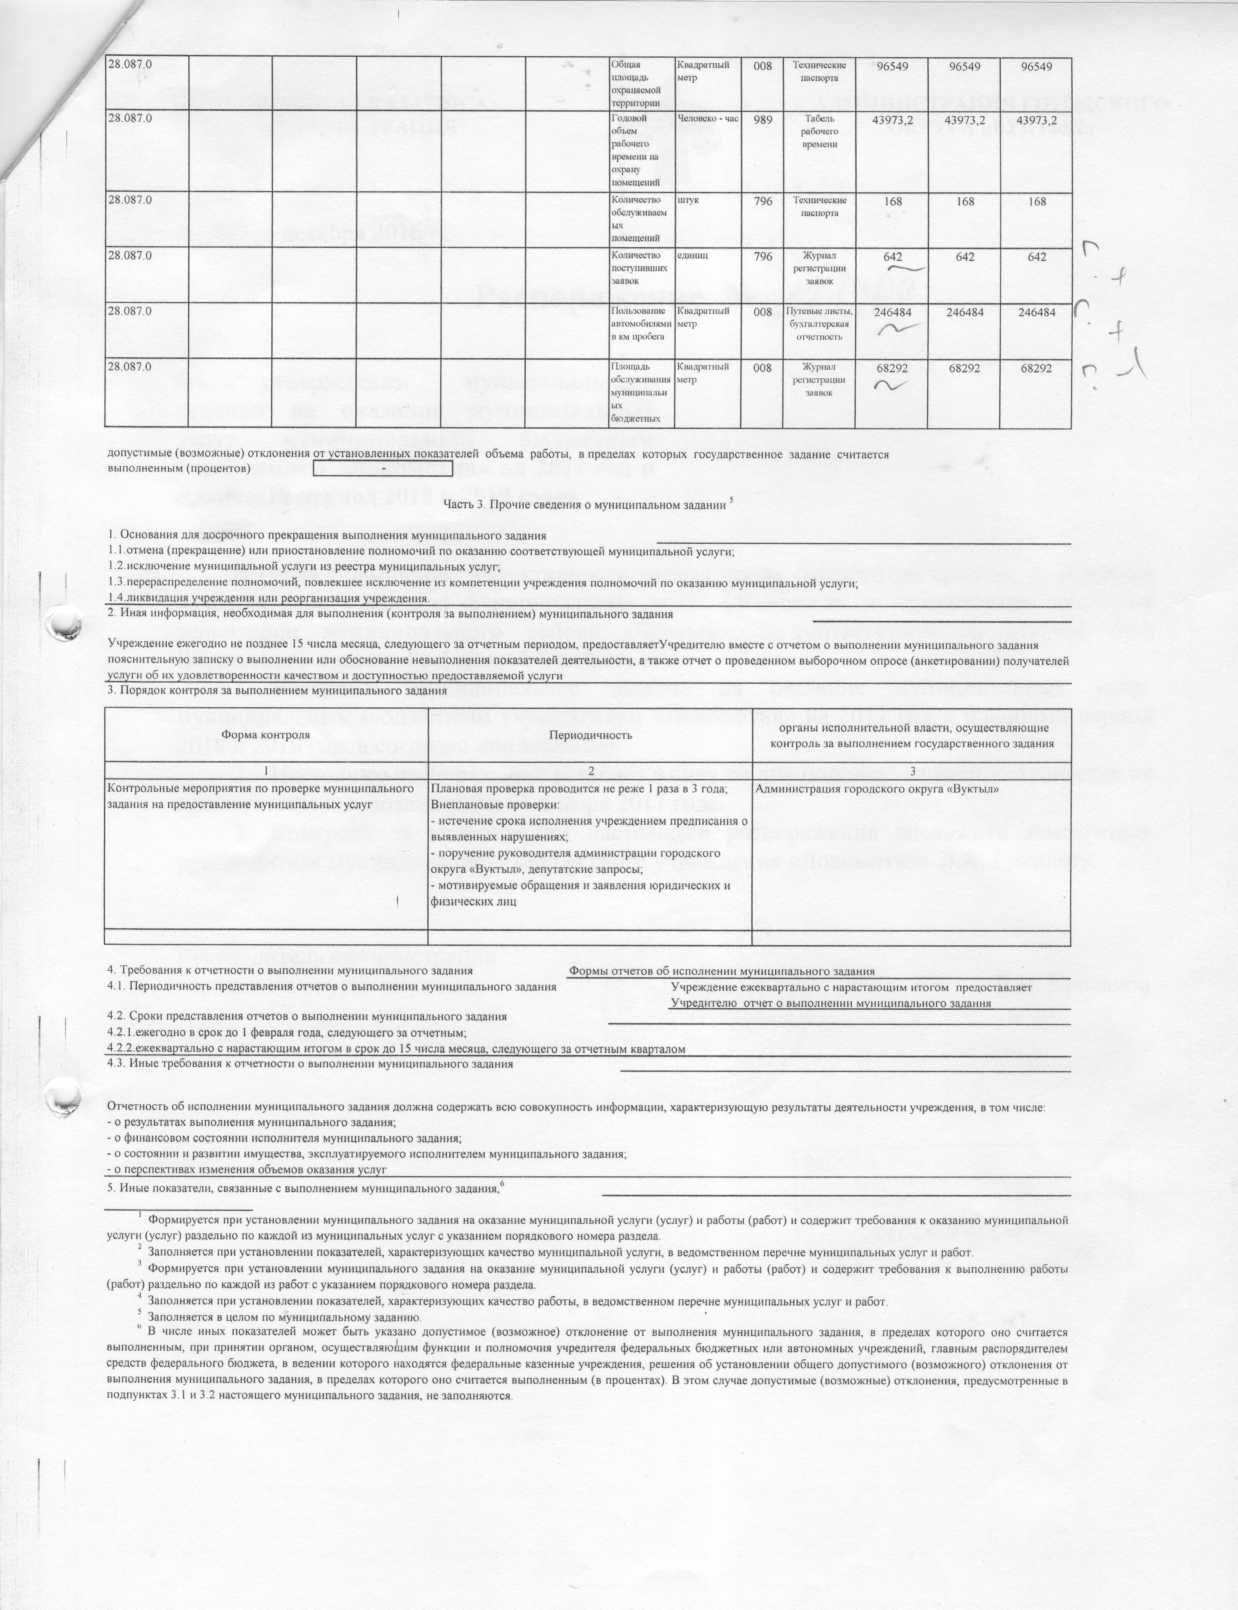 28.087.0 Общая площадь охраняемой территории Квадратный метр 008 Технические паспорта 96549 96549 96549
28.087.0 Годовой объем рабочего времени на охрану помещений Человеко - час 989 Табель рабочего времени 43973,2 43973,2 43973,2
28.087.0 Количество обслуживаем ых помещений штук 796 Технические паспорта 168 168 168
28.087.0 Количество поступивших заявок единиц 796 Журнал регистрации заявок 642 642 642
28.087.0 Пользование автомобилями в км пробега Квадратный метр 008 Путевые листы, бухгалтерская отчетность 246484 246484 246484
28.087.0 Площадь обслуживания муниципальн ых бюджетных Квадратный метр 008 Журнал регистрации заявок 68292 68292 68292
допустимые (возможные) отклонения от установленных показателей объема работы, в пределах которых государственное задание считается
выполненным (процентов) -
Часть 3. Прочие сведения о муниципальном задании 5
1. Основания для досрочного прекращения выполнения муниципального задания
1.1.отмена (прекращение) или приостановление полномочий по оказанию соответствующей муниципальной услуги;
1.2.исключение муниципальной услуги из реестра муниципальных услуг;
1.3.перераспределение полномочий, повлекшее исключение из компетенции учреждения полномочий по оказанию муниципальной услуги;
1.4.ликвидация учреждения или реорганизация учреждения.
2. Иная информация, необходимая для выполнения (контроля за выполнением) муниципального задания
Учреждение ежегодно не позднее 15 числа месяца, следующего за отчетным периодом, предоставляетУчредителю вместе с отчетом о выполнении муниципального задания
пояснительную записку о выполнении или обоснование невыполнения показателей деятельности, а также отчет о проведенном выборочном опросе (анкетировании) получателей
услуги об их удовлетворенности качеством и доступностью предоставляемой услуги
3. Порядок контроля за выполнением муниципального задания
Форма контроля Периодичность органы исполнительной власти, осуществляющие контроль за выполнением государственного задания
1 2 3
Контрольные мероприятия по проверке муниципального задания на предоставление муниципальных услуг
Плановая проверка проводится не реже 1 раза в 3 года;
Внеплановые проверки:
- истечение срока исполнения учреждением предписания о
выявленных нарушениях;
- поручение руководителя администрации городского
округа «Вуктыл», депутатские запросы;
- мотивируемые обращения и заявления юридических и
физических лиц
Администрация городского округа «Вуктыл»
4. Требования к отчетности о выполнении муниципального задания Формы отчетов об исполнении муниципального задания
4.1. Периодичность представления отчетов о выполнении муниципального задания Учреждение ежеквартально с нарастающим итогом предоставляет
Учредителю отчет о выполнении муниципального задания
4.2. Сроки представления отчетов о выполнении муниципального задания
4.2.1.ежегодно в срок до 1 февраля года, следующего за отчетным;
4.2.2.ежеквартально с нарастающим итогом в срок до 15 числа месяца, следующего за отчетным кварталом
4.3. Иные требования к отчетности о выполнении муниципального задания
Отчетность об исполнении муниципального задания должна содержать всю совокупность информации, характеризующую результаты деятельности учреждения, в том числе:
- о результатах выполнения муниципального задания;
- о финансовом состоянии исполнителя муниципального задания;
- о состоянии и развитии имущества, эксплуатируемого исполнителем муниципального задания;
- о перспективах изменения объемов оказания услуг
5. Иные показатели, связанные с выполнением муниципального задания,6
1 Формируется при установлении муниципального задания на оказание муниципальной услуги (услуг) и работы (работ) и содержит требования к оказанию муниципальной
услуги (услуг) раздельно по каждой из муниципальных услуг с указанием порядкового номера раздела.
2 Заполняется при установлении показателей, характеризующих качество муниципальной услуги, в ведомственном перечне муниципальных услуг и работ.
3 Формируется при установлении муниципального задания на оказание муниципальной услуги (услуг) и работы (работ) и содержит требования к выполнению работы
(работ) раздельно по каждой из работ с указанием порядкового номера раздела.
4 Заполняется при установлении показателей, характеризующих качество работы, в ведомственном перечне муниципальных услуг и работ.
5 Заполняется в целом по муниципальному заданию.
6 В числе иных показателей может быть указано допустимое (возможное) отклонение от выполнения муниципального задания, в пределах которого оно считается
выполненным, при принятии органом, осуществляющим функции и полномочия учредителя федеральных бюджетных или автономных учреждений, главным распорядителем
средств федерального бюджета, в ведении которого находятся федеральные казенные учреждения, решения об установлении общего допустимого (возможного) отклонения от
выполнения муниципального задания, в пределах которого оно считается выполненным (в процентах). В этом случае допустимые (возможные) отклонения, предусмотренные в
подпунктах 3.1 и 3.2 настоящего муниципального задания, не заполняются.